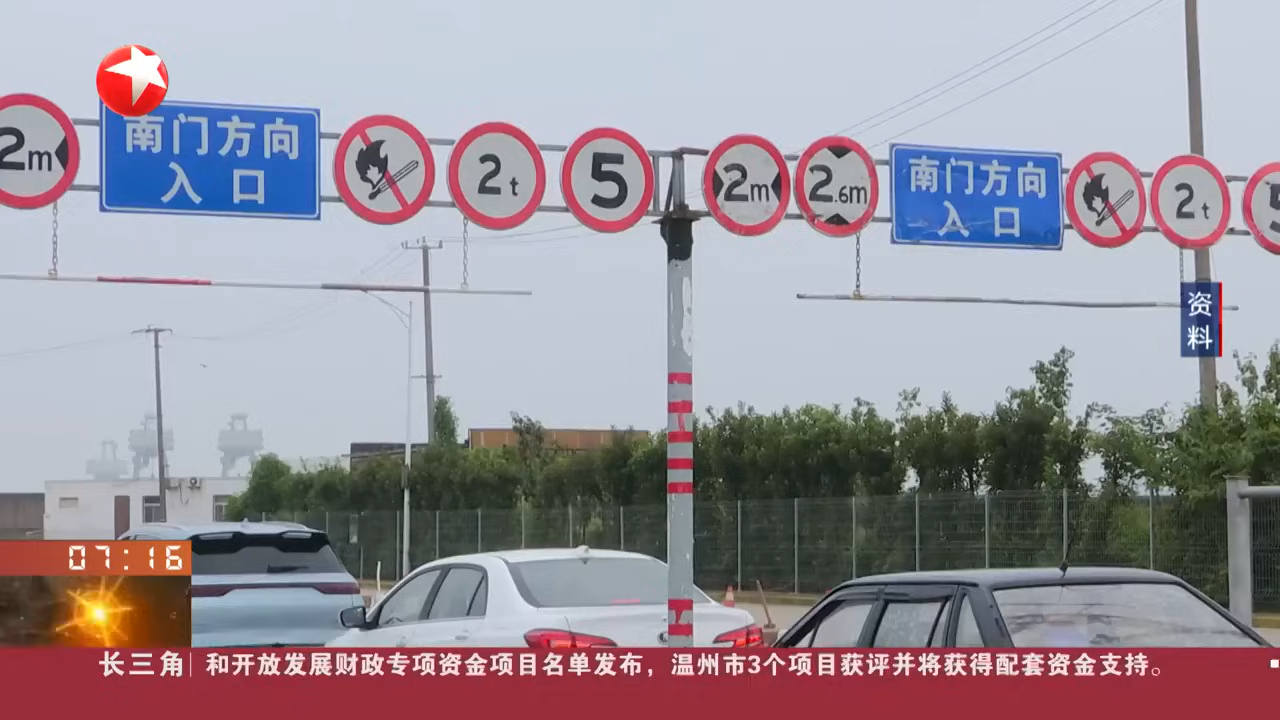 2m
南门方向
入口
2t
5
2m
2.6m
南门方向
入口
2t
5
资料
07:16
长三角 和开放发展财政专项资金项目名单发布，温州市3个项目获评并将获得配套资金支持。